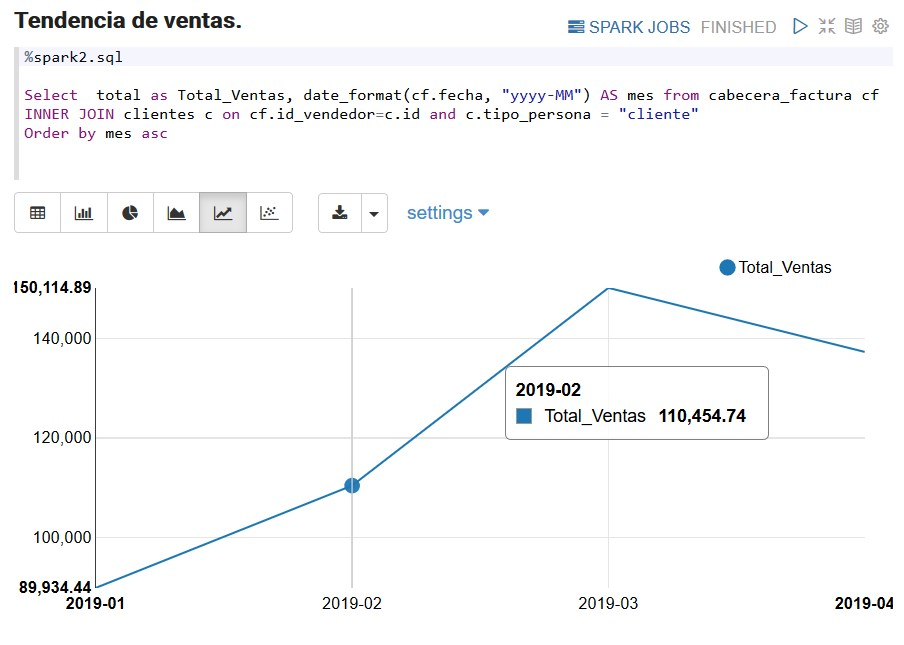 Tendencia de ventas.
SPARK JOBS FINISHED
%spark2.sql
Select  total as Total_Ventas, date_format(cf.fecha, "yyyy-MM") AS mes from cabecera_factura cf
INNER JOIN clientes c on cf.id_vendedor=c.id and c.tipo_persona = "cliente"
Order by mes asc
settings
Total_Ventas
150,114.89
140,000
2019-02
Total_Ventas 110,454.74
120,000
100,000
89,934.44
2019-01 2019-02 2019-03 2019-04